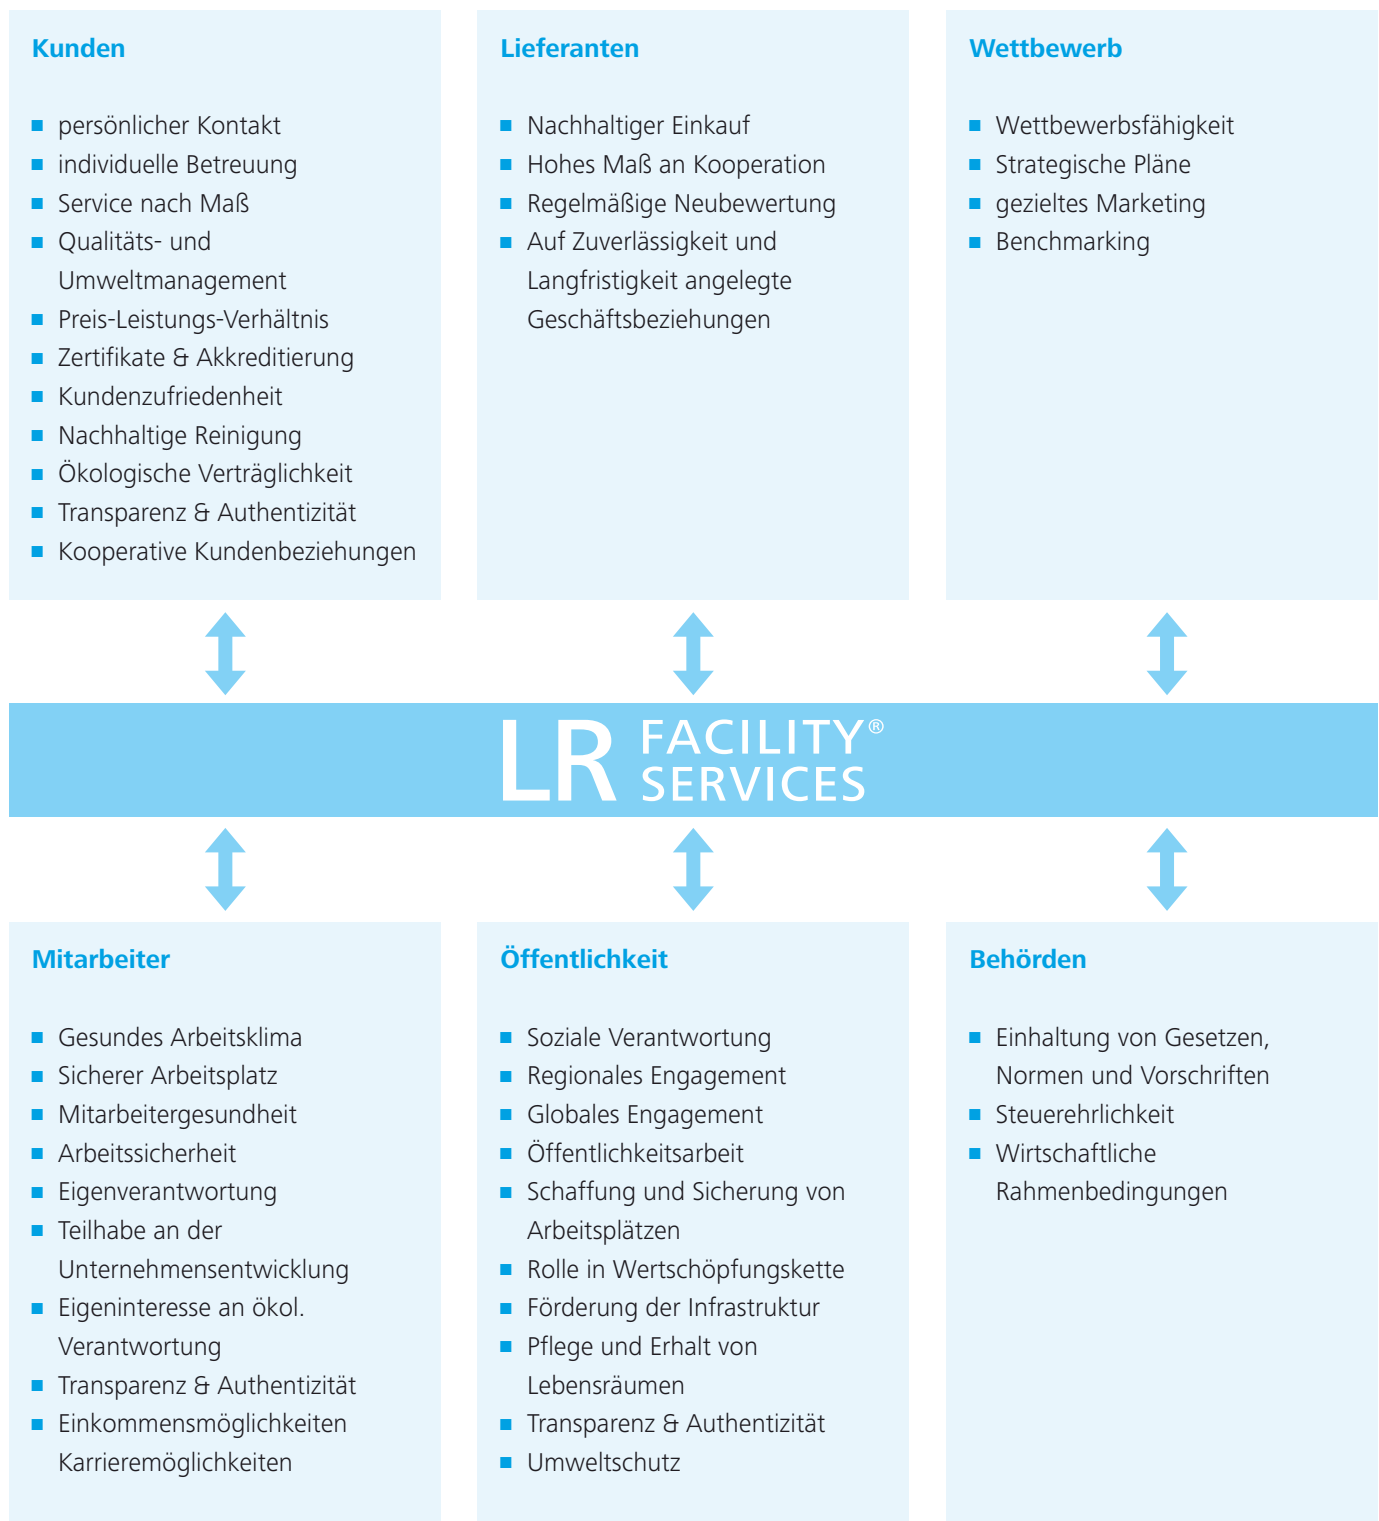 Kunden
persönlicher Kontakt
individuelle Betreuung
Service nach Maß
Qualitäts- und
Umweltmanagement
Preis-Leistungs-Verhältnis
Zertifikate & Akkreditierung
Kundenzufriedenheit
Nachhaltige Reinigung
Ökologische Verträglichkeit
Transparenz & Authentizität
Kooperative Kundenbeziehungen
Lieferanten
Nachhaltiger Einkauf
Hohes Maß an Kooperation
Regelmäßige Neubewertung
Auf Zuverlässigkeit und
Langfristigkeit angelegte
Geschäftsbeziehungen
Wettbewerb
Wettbewerbsfähigkeit
Strategische Pläne
gezieltes Marketing
Benchmarking
LR FACILITY®
SERVICES
Mitarbeiter
Gesundes Arbeitsklima
Sicherer Arbeitsplatz
Mitarbeitergesundheit
Arbeitssicherheit
Eigenverantwortung
Teilhabe an der
Unternehmensentwicklung
Eigeninteresse an ökol.
Verantwortung
Transparenz & Authentizität
Einkommensmöglichkeiten
Karrieremöglichkeiten
Öffentlichkeit
Soziale Verantwortung
Regionales Engagement
Globales Engagement
Öffentlichkeitsarbeit
Schaffung und Sicherung von
Arbeitsplätzen
Rolle in Wertschöpfungskette
Förderung der Infrastruktur
Pflege und Erhalt von
Lebensräumen
Transparenz & Authentizität
Umweltschutz
Behörden
Einhaltung von Gesetzen,
Normen und Vorschriften
Steuerehrlichkeit
Wirtschaftliche
Rahmenbedingungen